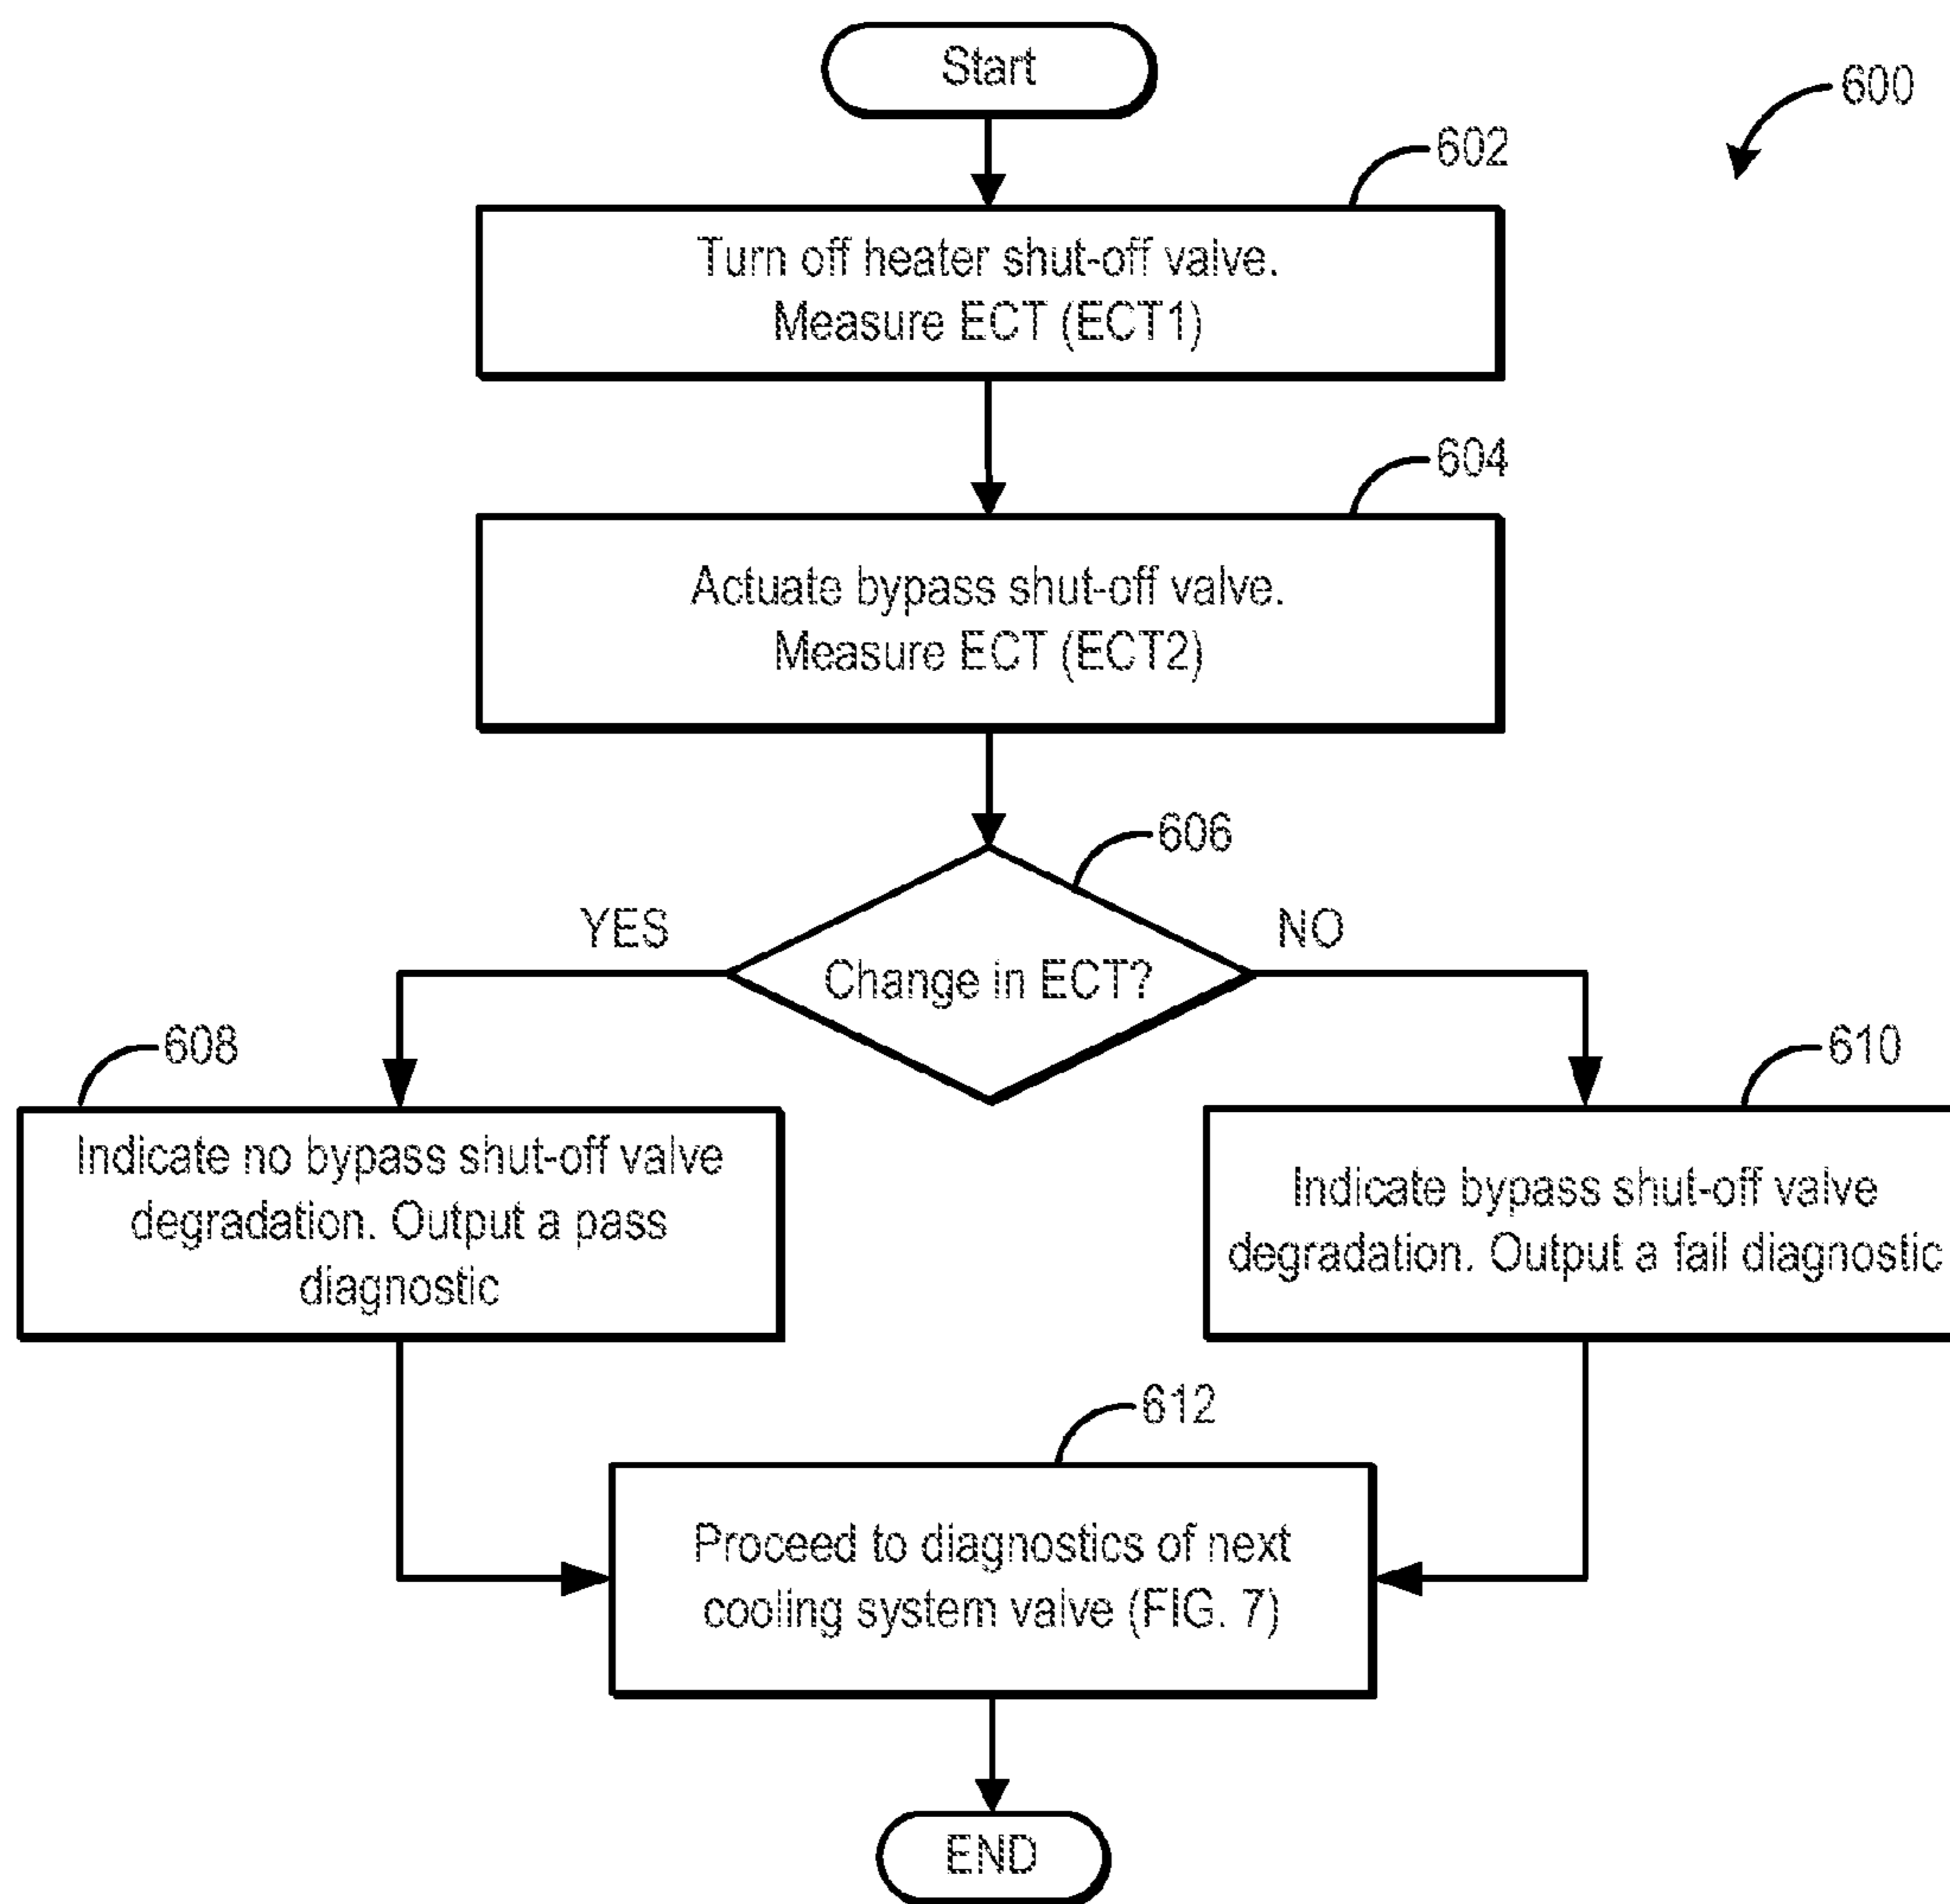 Start
600
602
Turn off heater shut-off valve.
Measure ECT (ECT1)
604
Actuate bypass shut-off valve.
Measure ECT (ECT2)
606
YES
NO
Change in ECT?
608
610
Indicate no bypass shut-off valve
degradation. Output a pass
diagnostic
Indicate bypass shut-off valve
degradation. Output a fail diagnostic
612
Proceed to diagnostics of next
cooling system valve (FIG. 7)
END